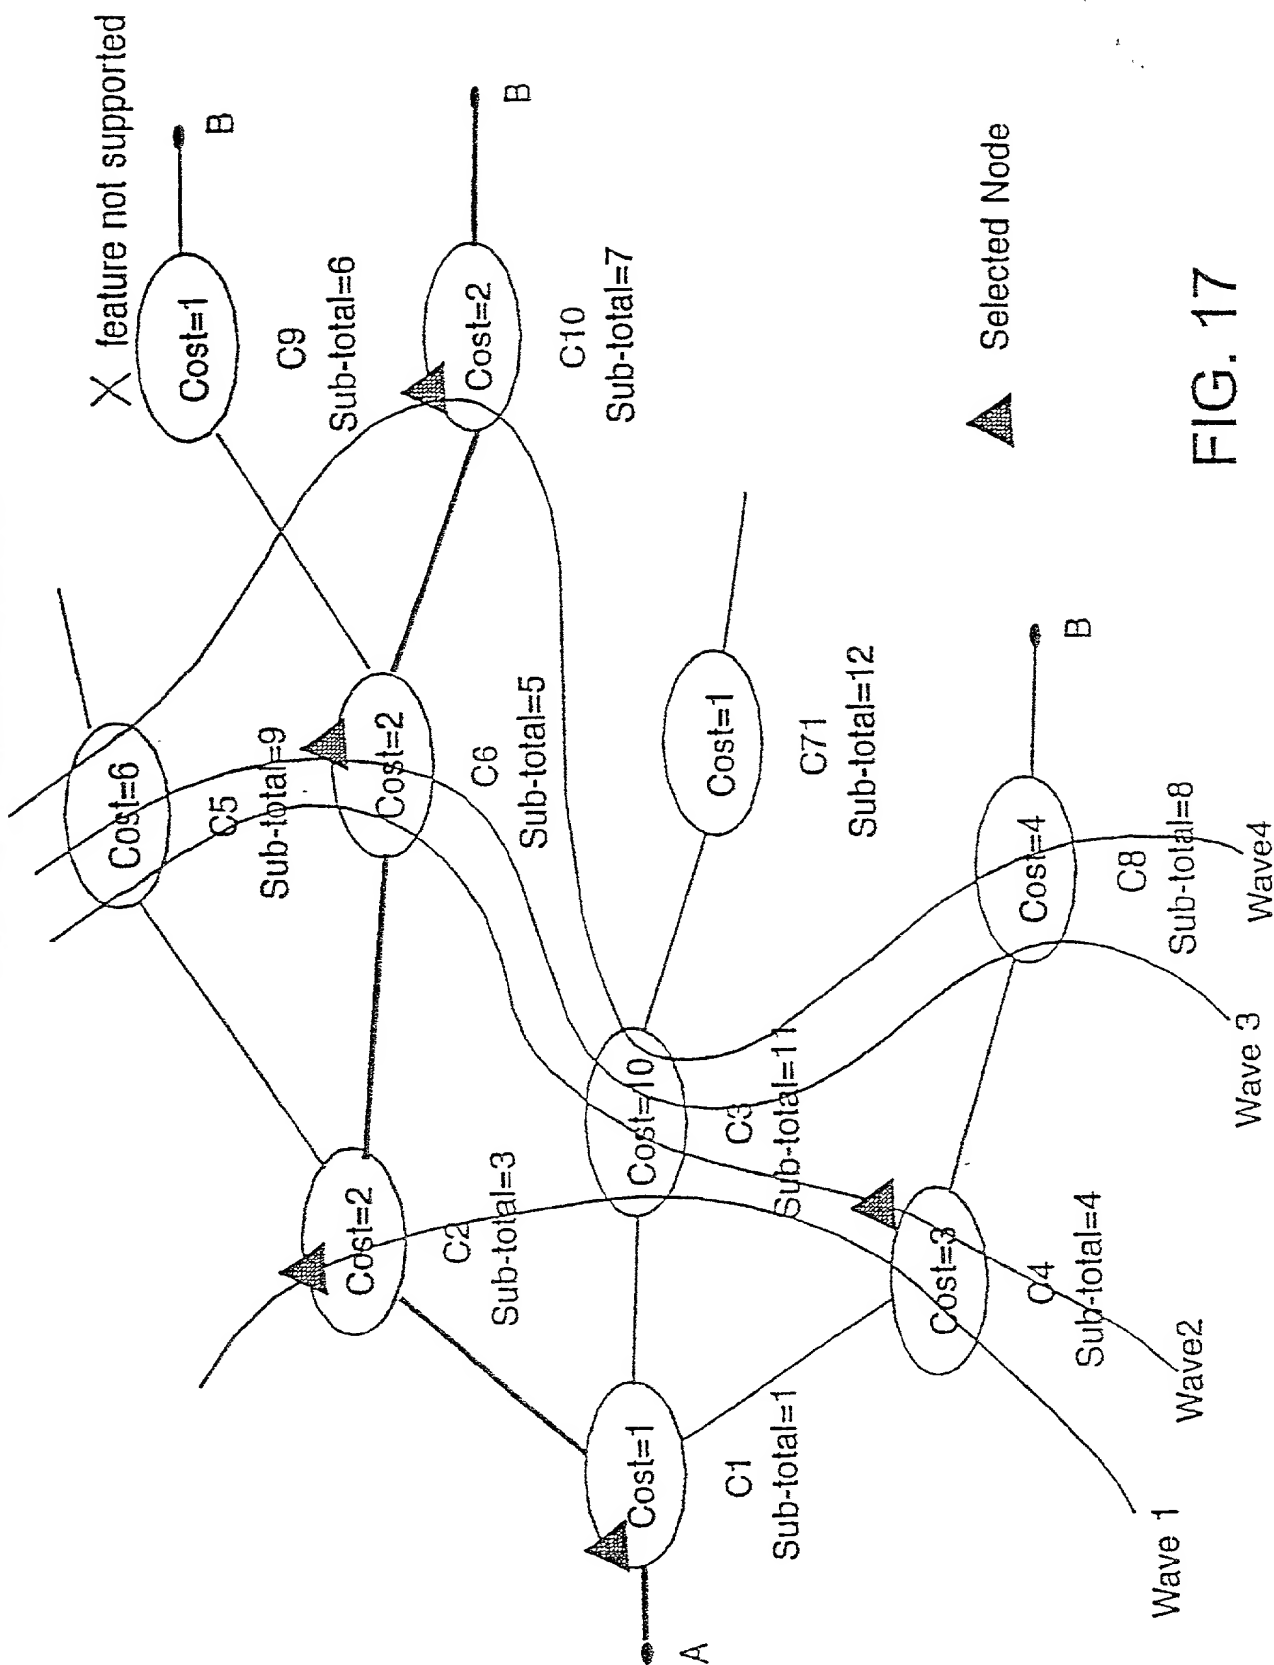 X feature not supported
Cost=1
B
C9
Sub-total=6
Cost=2
B
C10
Sub-total=7
Cost=6
C5
Sub-total=9
Cost=2
C6
Sub-total=5
Cost=1
C71
Sub-total=12
Cost=4
B
C8
Sub-total=8
Cost=2
C2
Sub-total=3
Cost=10
C3
Sub-total=11
Cost=3
C4
Sub-total=4
A
Cost=1
C1
Sub-total=1
Wave 1
Wave2
Wave 3
Wave4
Selected Node
FIG. 17